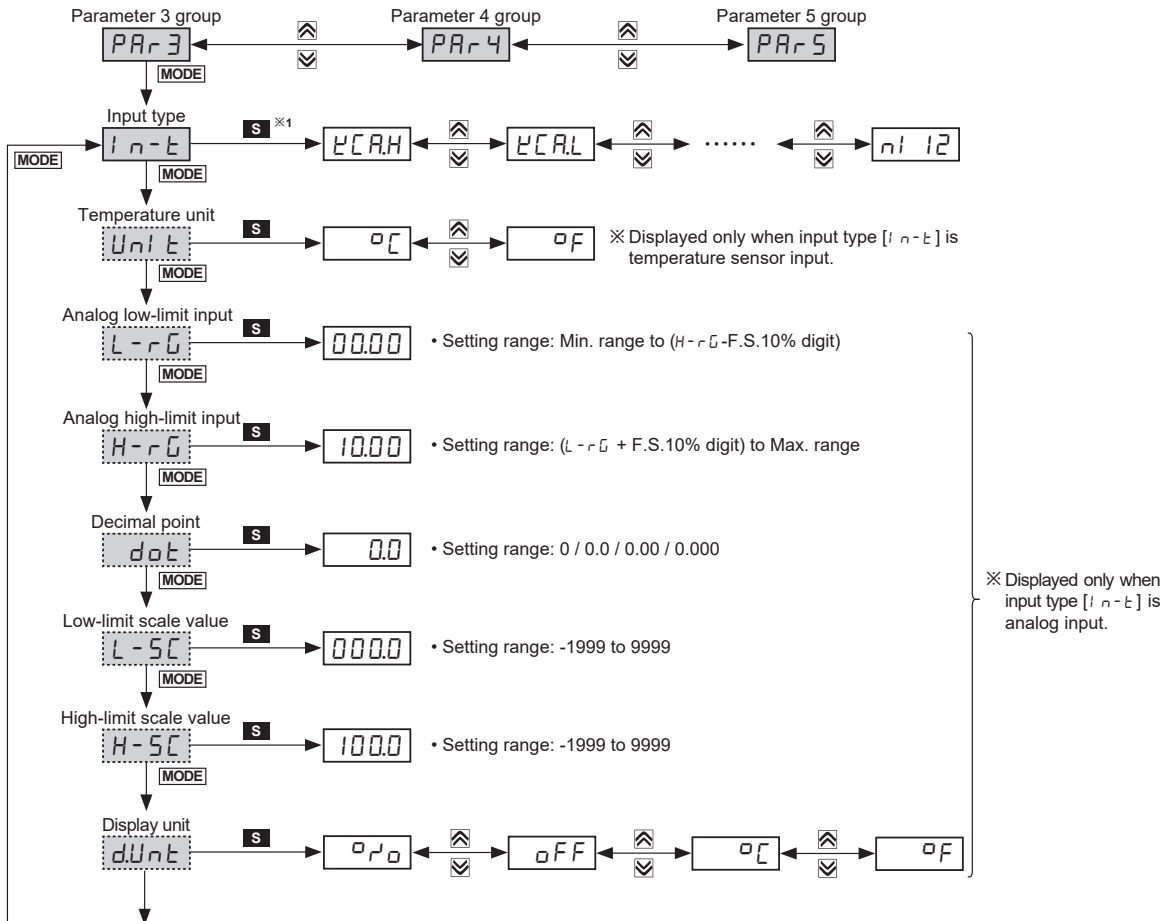 Parameter 3 group Parameter 4 group Parameter 5 group
PAr3 PAr4 PAr5
MODE
Input type
In-t S ※1 KCA.H KCA.L ...... nI 12
MODE MODE
Temperature unit
UnIt S °C °F ※ Displayed only when input type [In-t] is
temperature sensor input.
MODE
Analog low-limit input
L-rG S 00.00 • Setting range: Min. range to (H-rG-F.S.10% digit)
MODE
Analog high-limit input
H-rG S 10.00 • Setting range: (L-rG + F.S.10% digit) to Max. range
MODE
Decimal point
dot S 0.0 • Setting range: 0 / 0.0 / 0.00 / 0.000
MODE
※ Displayed only when
input type [In-t] is
analog input.
Low-limit scale value
L-SC S 000.0 • Setting range: -1999 to 9999
MODE
High-limit scale value
H-SC S 100.0 • Setting range: -1999 to 9999
MODE
Display unit
d.Unt S °/o oFF °C °F